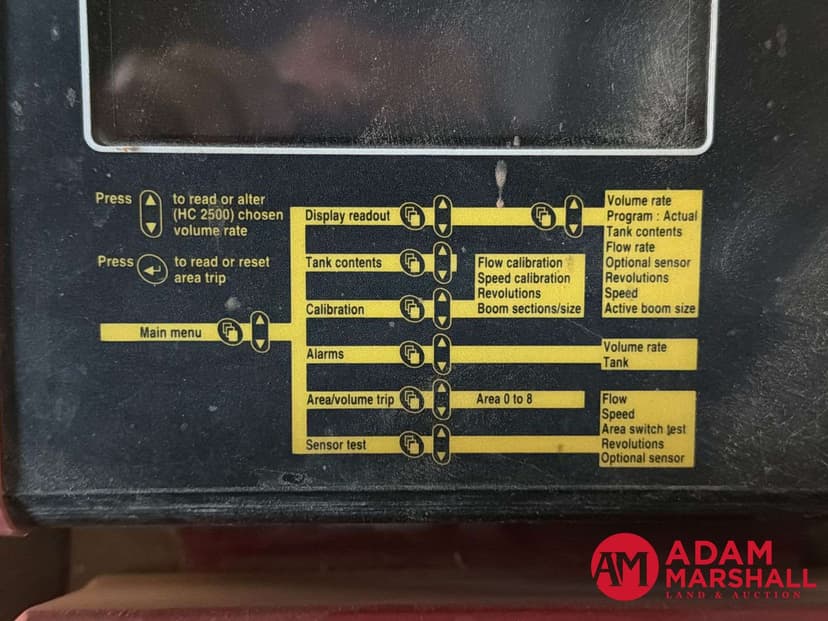 Press to read or alter
(HC 2500) chosen
volume rate
Press to read or reset
area trip
Main menu
Display readout
Volume rate
Program : Actual
Tank contents
Flow rate
Optional sensor
Revolutions
Speed
Active boom size
Tank contents
Calibration
Flow calibration
Speed calibration
Revolutions
Boom sections/size
Alarms
Volume rate
Tank
Area/volume trip
Area 0 to 8
Sensor test
Flow
Speed
Area switch test
Revolutions
Optional sensor
AM
ADAM
MARSHALL
LAND & AUCTION